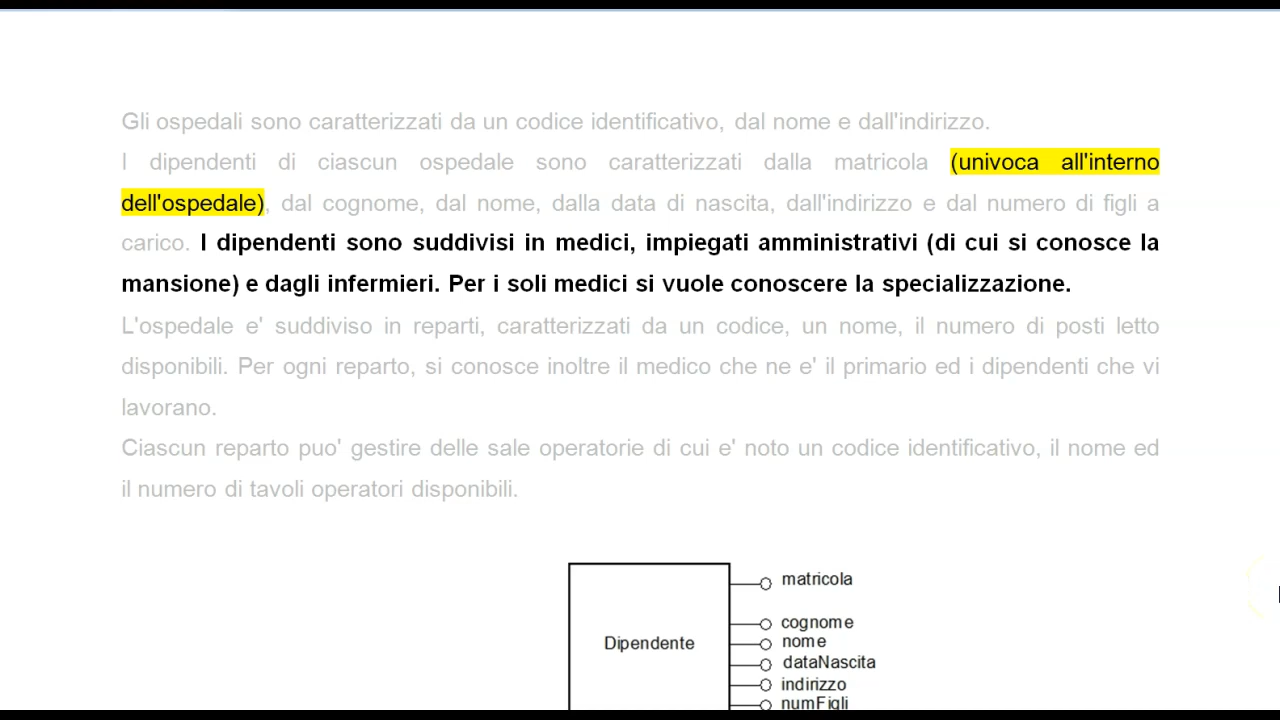 Gli ospedali sono caratterizzati da un codice identificativo, dal nome e dall'indirizzo.
I dipendenti di ciascun ospedale sono caratterizzati dalla matricola (univoca all'interno
dell'ospedale), dal cognome, dal nome, dalla data di nascita, dall'indirizzo e dal numero di figli a
carico. I dipendenti sono suddivisi in medici, impiegati amministrativi (di cui si conosce la
mansione) e dagli infermieri. Per i soli medici si vuole conoscere la specializzazione.
L'ospedale e' suddiviso in reparti, caratterizzati da un codice, un nome, il numero di posti letto
disponibili. Per ogni reparto, si conosce inoltre il medico che ne e' il primario ed i dipendenti che vi
lavorano.
Ciascun reparto puo' gestire delle sale operatorie di cui e' noto un codice identificativo, il nome ed
il numero di tavoli operatori disponibili.
matricola
cognome
Dipendente
nome
dataNascita
indirizzo
numFigli